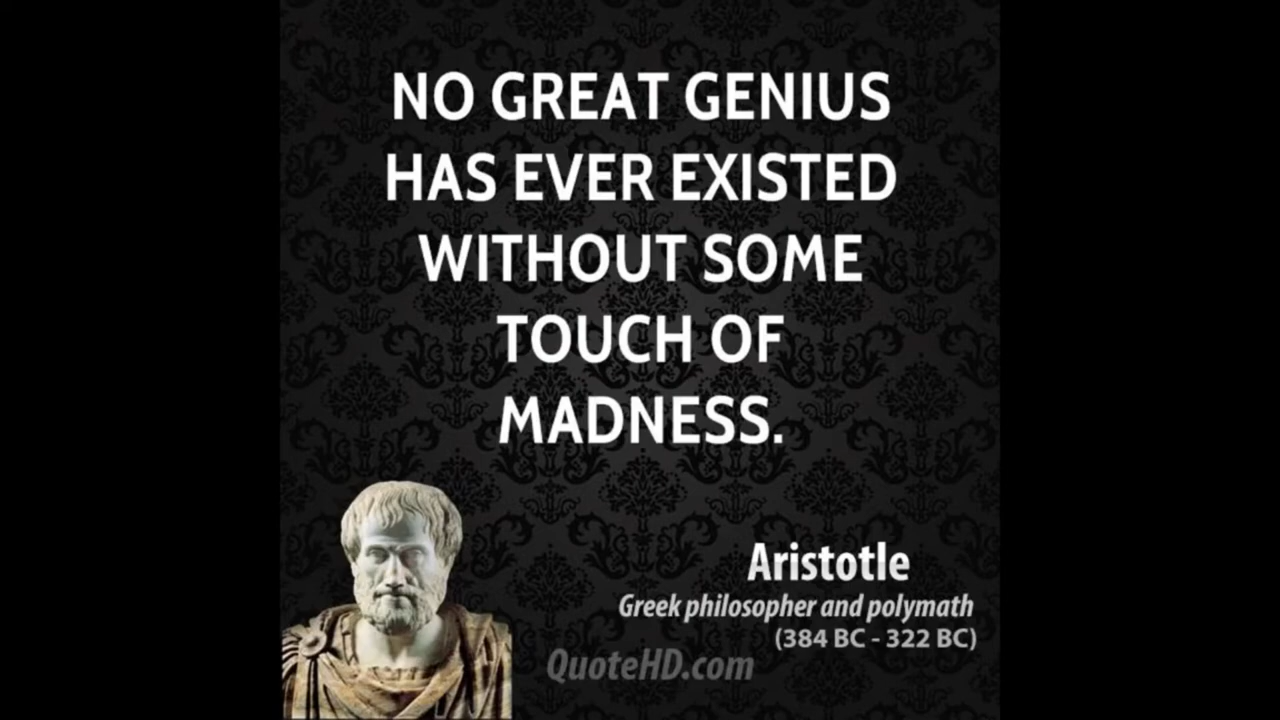 NO GREAT GENIUS
HAS EVER EXISTED
WITHOUT SOME
TOUCH OF
MADNESS.
Aristotle
Greek philosopher and polymath
(384 BC - 322 BC)
QuoteHD.com